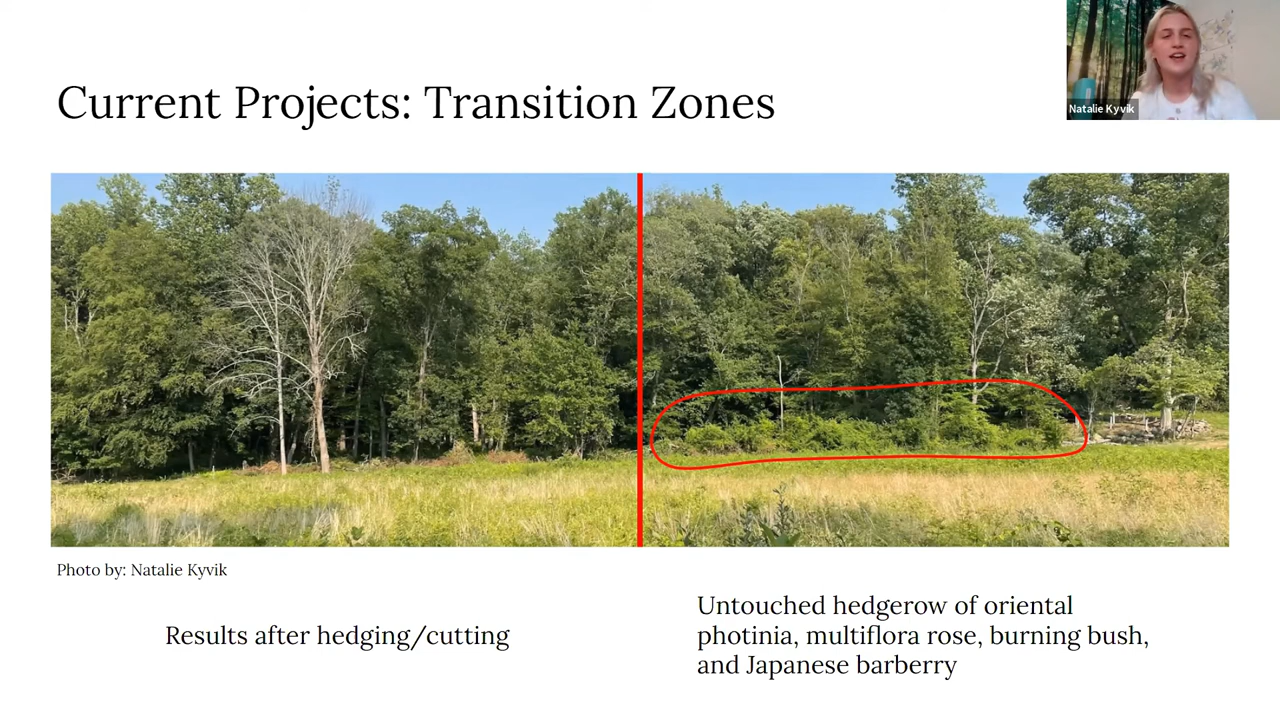 Natalie Kyvik
Current Projects: Transition Zones
Photo by: Natalie Kyvik
Results after hedging/cutting
Untouched hedgerow of oriental
photinia, multiflora rose, burning bush,
and Japanese barberry